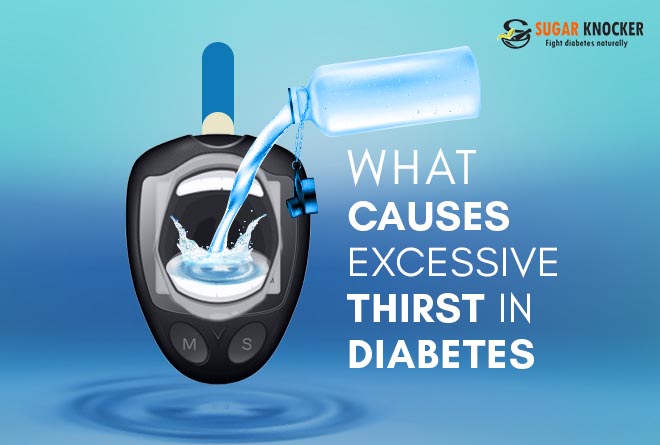 SUGAR KNOCKER
Fight diabetes naturally
WHAT
CAUSES
EXCESSIVE
THIRST IN
DIABETES
M S